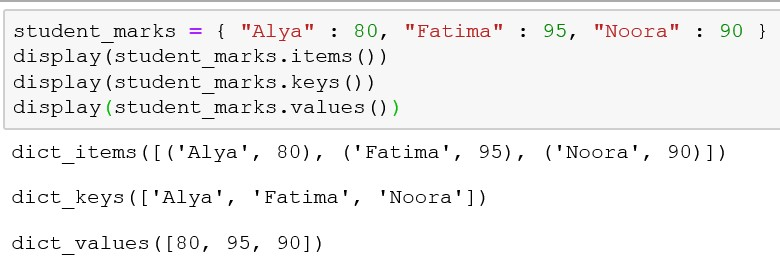 student_marks = { "Alya" : 80, "Fatima" : 95, "Noora" : 90 }
display(student_marks.items())
display(student_marks.keys())
display(student_marks.values())
dict_items([('Alya', 80), ('Fatima', 95), ('Noora', 90)])
dict_keys(['Alya', 'Fatima', 'Noora'])
dict_values([80, 95, 90])